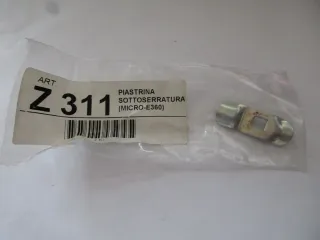 ART
Z 311
PIASTRINA
SOTTOSERRATURA
(MICRO-E360)